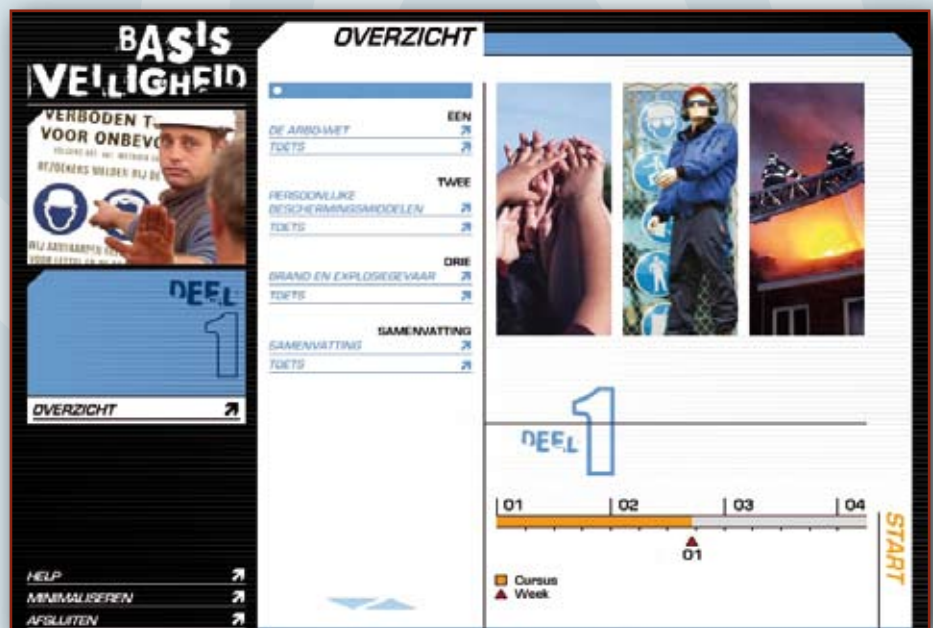 BASIS
VEILIGHEID
VERBODEN T
VOOR ONBEVO
BEZOEKERS MELDEN BIJ DE
DEEL
1
OVERZICHT
HELP
MINIMALISEREN
AFSLUITEN
OVERZICHT
EEN
DE ARBO-WET
TOETS
TWEE
PERSOONLIJKE
BESCHERMINGSMIDDELEN
TOETS
DRIE
BRAND EN EXPLOSIEGEVAAR
TOETS
SAMENVATTING
SAMENVATTING
TOETS
DEEL 1
01 02 03 04
01
Cursus
Week
START